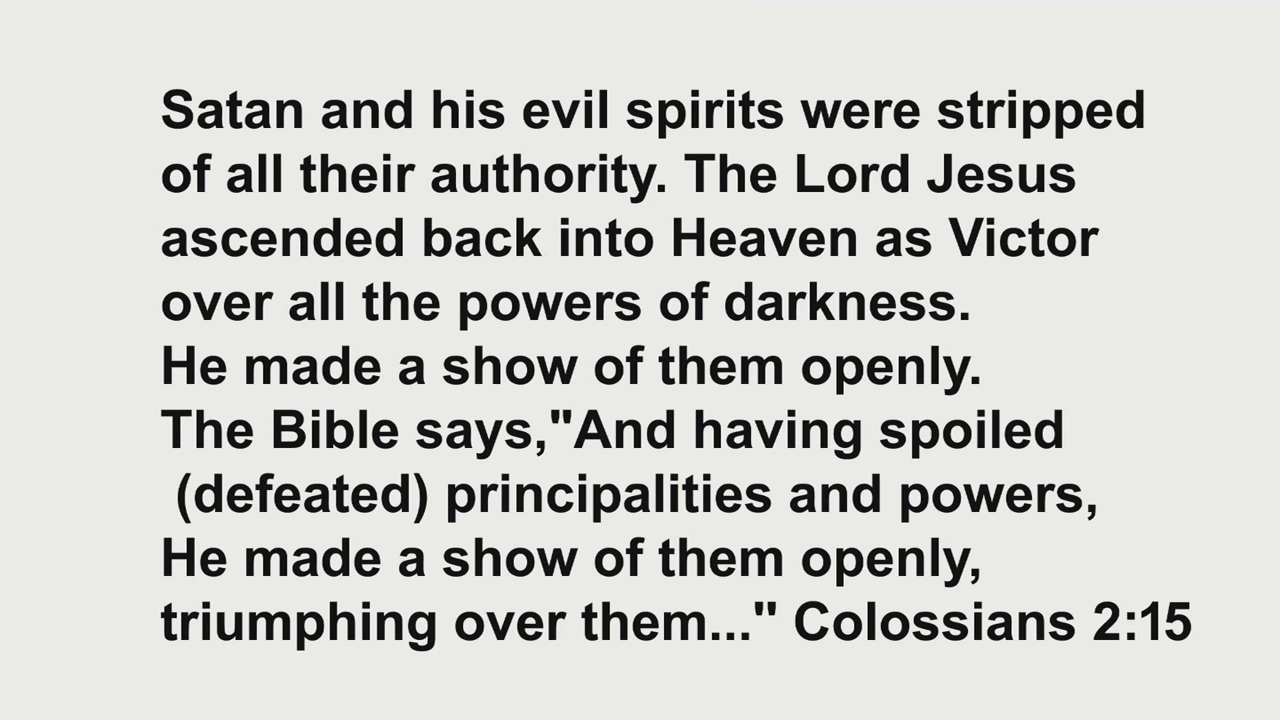 Satan and his evil spirits were stripped
of all their authority. The Lord Jesus
ascended back into Heaven as Victor
over all the powers of darkness.
He made a show of them openly.
The Bible says,"And having spoiled
(defeated) principalities and powers,
He made a show of them openly,
triumphing over them..." Colossians 2:15